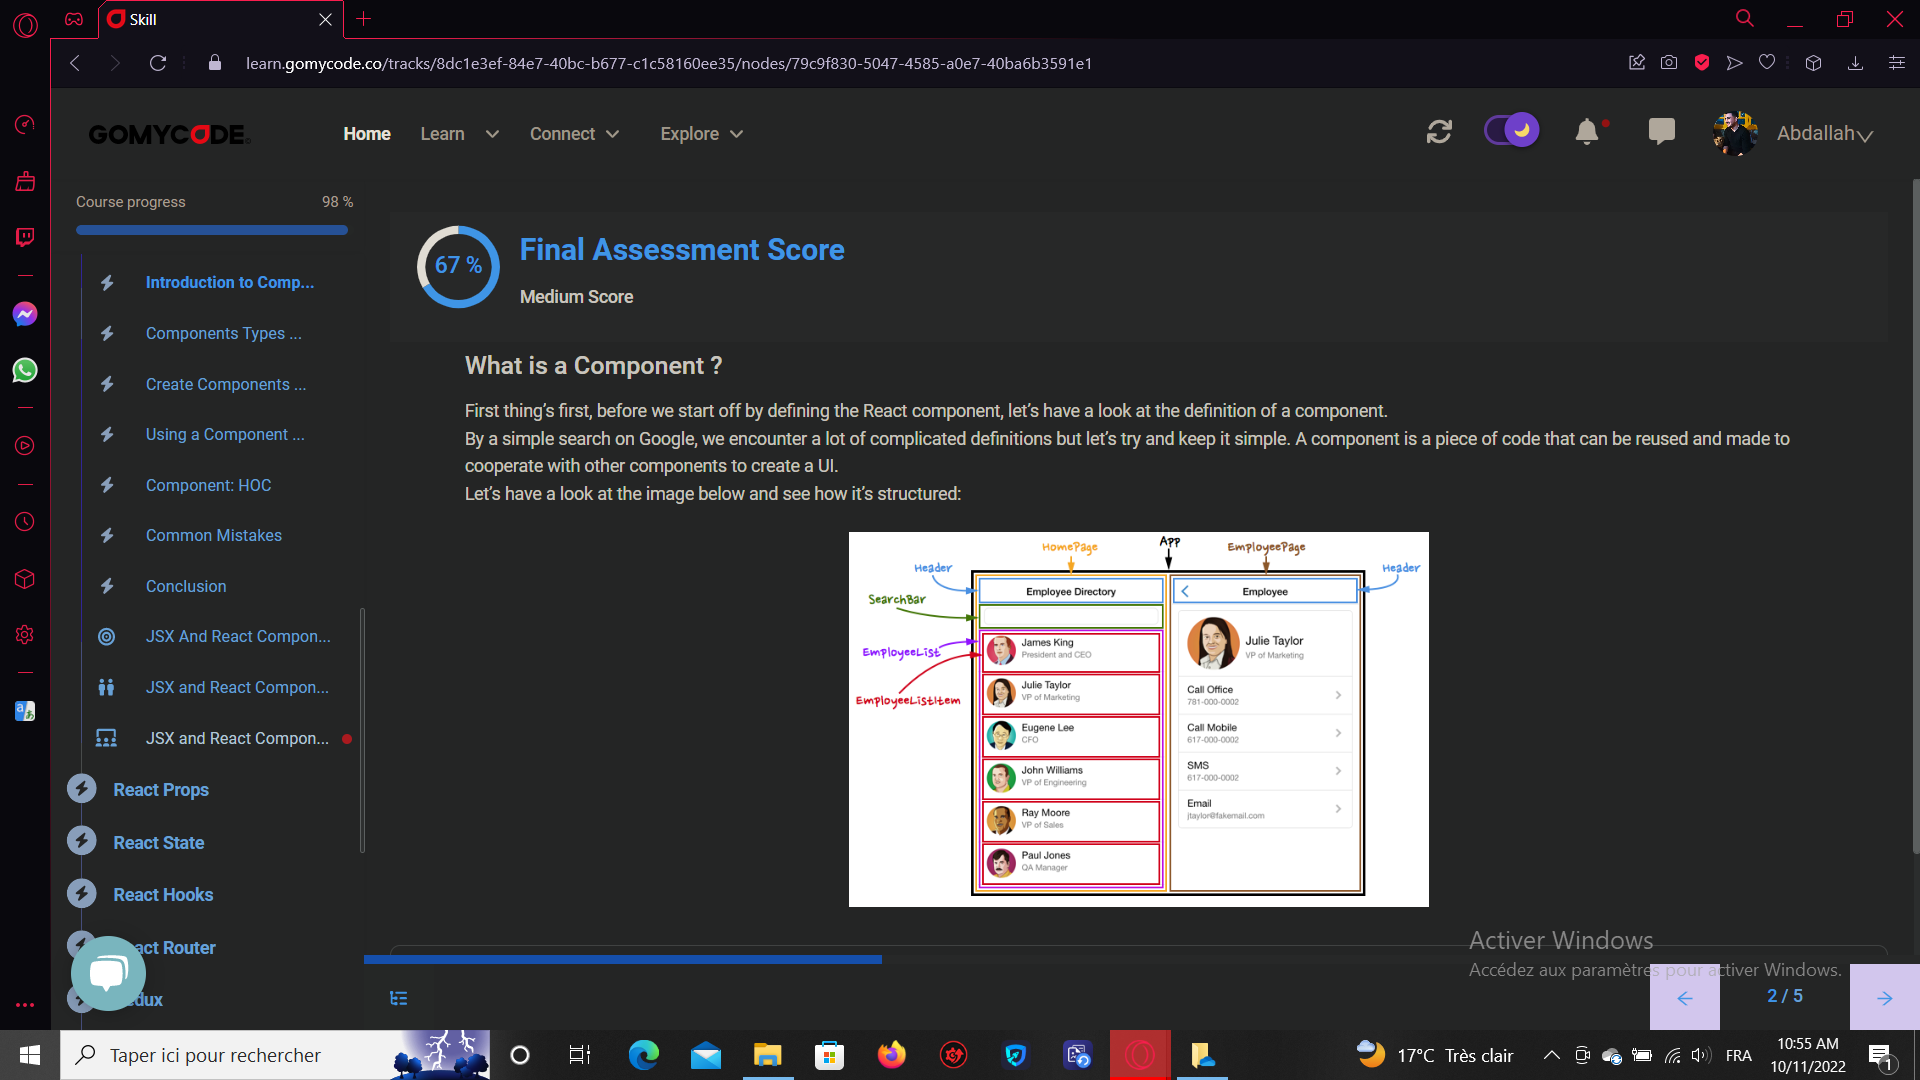 Skill
learn.gomycode.co/tracks/8dc1e3ef-84e7-40bc-b677-c1c58160ee35/nodes/79c9f830-5047-4585-a0e7-40ba6b3591e1
GOMYCODE
Home
Learn
Connect
Explore
Abdallah
Course progress
98 %
Introduction to Comp...
Components Types ...
Create Components ...
Using a Component ...
Component: HOC
Common Mistakes
Conclusion
JSX And React Compon...
JSX and React Compon...
JSX and React Compon...
React Props
React State
React Hooks
act Router
dux
67 %
Final Assessment Score
Medium Score
What is a Component ?
First thing’s first, before we start off by defining the React component, let’s have a look at the definition of a component.
By a simple search on Google, we encounter a lot of complicated definitions but let’s try and keep it simple. A component is a piece of code that can be reused and made to
cooperate with other components to create a UI.
Let’s have a look at the image below and see how it’s structured:
HomePage
App
EmployeePage
Header
Header
SearchBar
EmployeeList
EmployeeListItem
Employee Directory
James King
President and CEO
Julie Taylor
VP of Marketing
Eugene Lee
CFO
John Williams
VP of Engineering
Ray Moore
VP of Sales
Paul Jones
QA Manager
Employee
Julie Taylor
VP of Marketing
Call Office
781-000-0002
Call Mobile
617-000-0002
SMS
617-000-0002
Email
jtaylor@fakemail.com
Activer Windows
Accédez aux paramètres pour activer Windows.
2 / 5
Taper ici pour rechercher
17°C Très clair
FRA
10:55 AM
10/11/2022
1